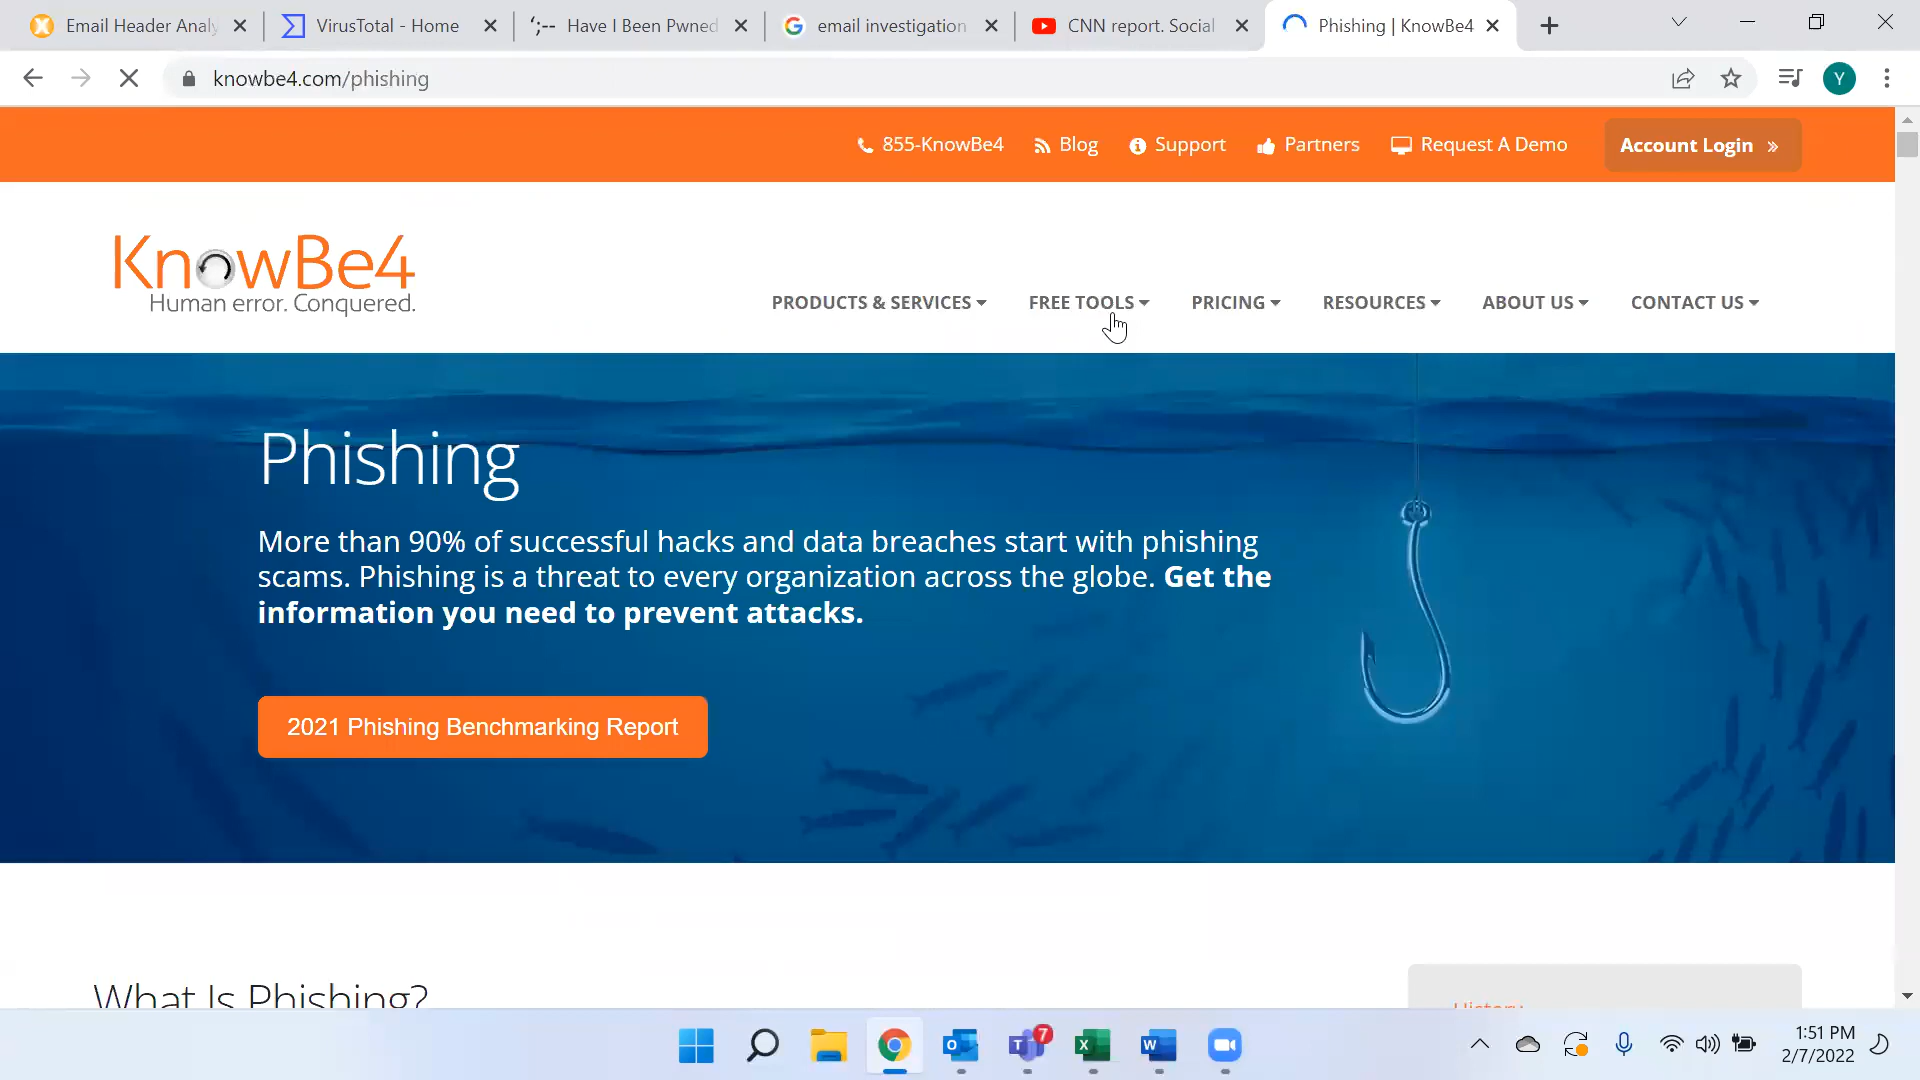 Email Header Analy
VirusTotal - Home
Have I Been Pwned
email investigation
CNN report. Social
Phishing | KnowBe4
knowbe4.com/phishing
Y
855-KnowBe4
Blog
Support
Partners
Request A Demo
Account Login »
KnowBe4
Human error. Conquered.
PRODUCTS & SERVICES
FREE TOOLS
PRICING
RESOURCES
ABOUT US
CONTACT US
Phishing
More than 90% of successful hacks and data breaches start with phishing
scams. Phishing is a threat to every organization across the globe. Get the
information you need to prevent attacks.
2021 Phishing Benchmarking Report
What Is Phishing?
History
7
1:51 PM
2/7/2022